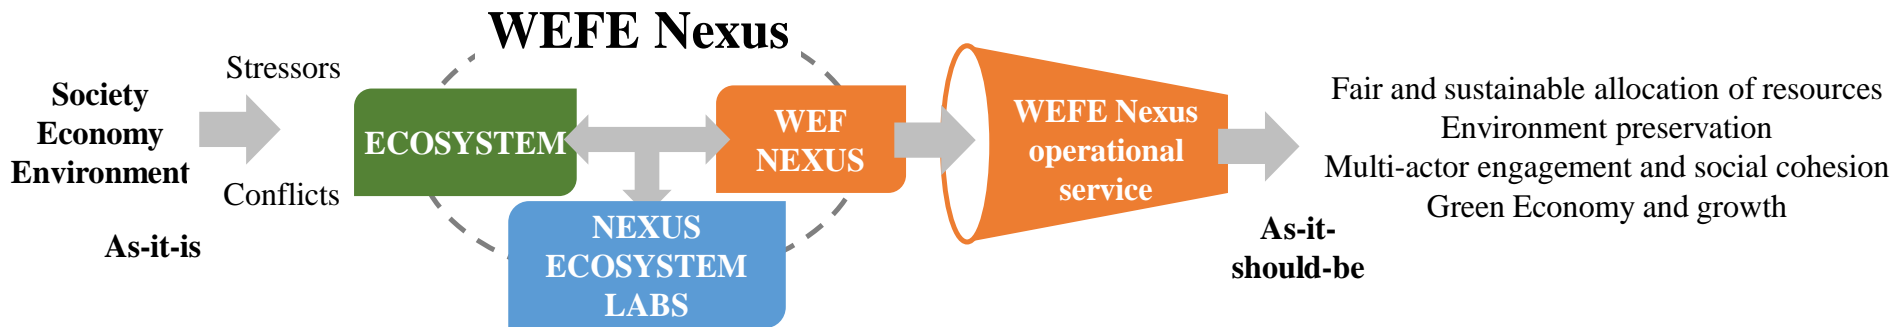 WEFE Nexus
Society
Economy
Environment
As-it-is
Stressors
Conflicts
ECOSYSTEM
WEF
NEXUS
NEXUS
ECOSYSTEM
LABS
WEFE Nexus
operational
service
As-it-
should-be
Fair and sustainable allocation of resources
Environment preservation
Multi-actor engagement and social cohesion
Green Economy and growth